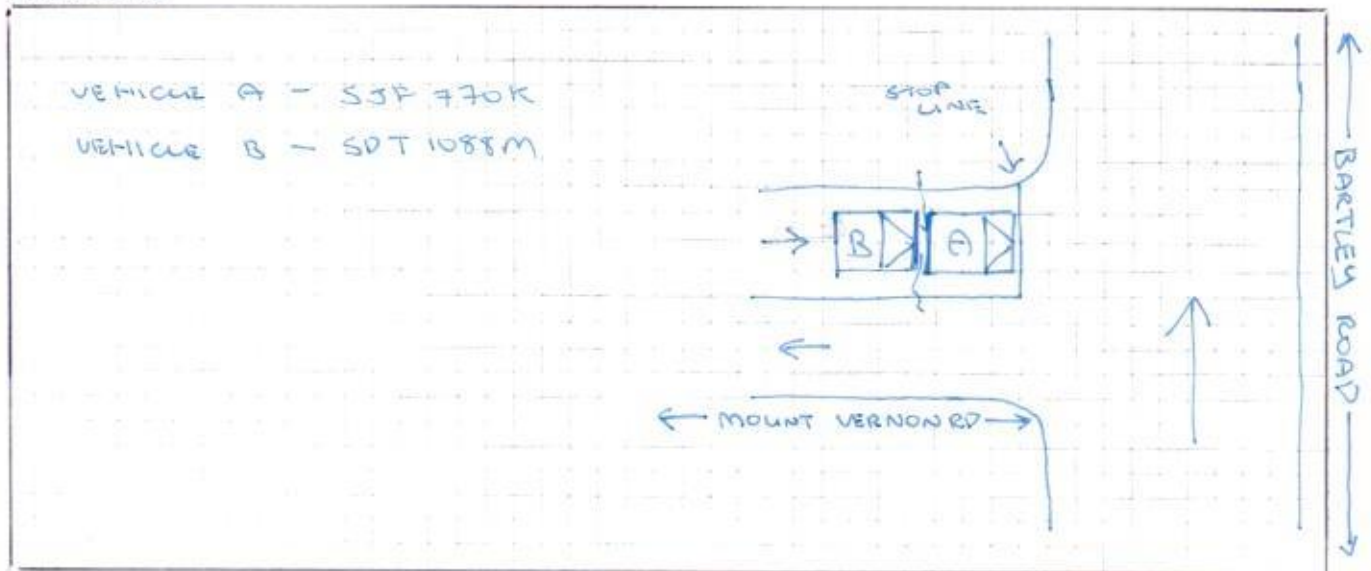 VEHICLE A - SJF 770K
VEHICLE B - SDT 1088M
STOP
LINE
B
A
MOUNT VERNON RD
BARTLEY ROAD